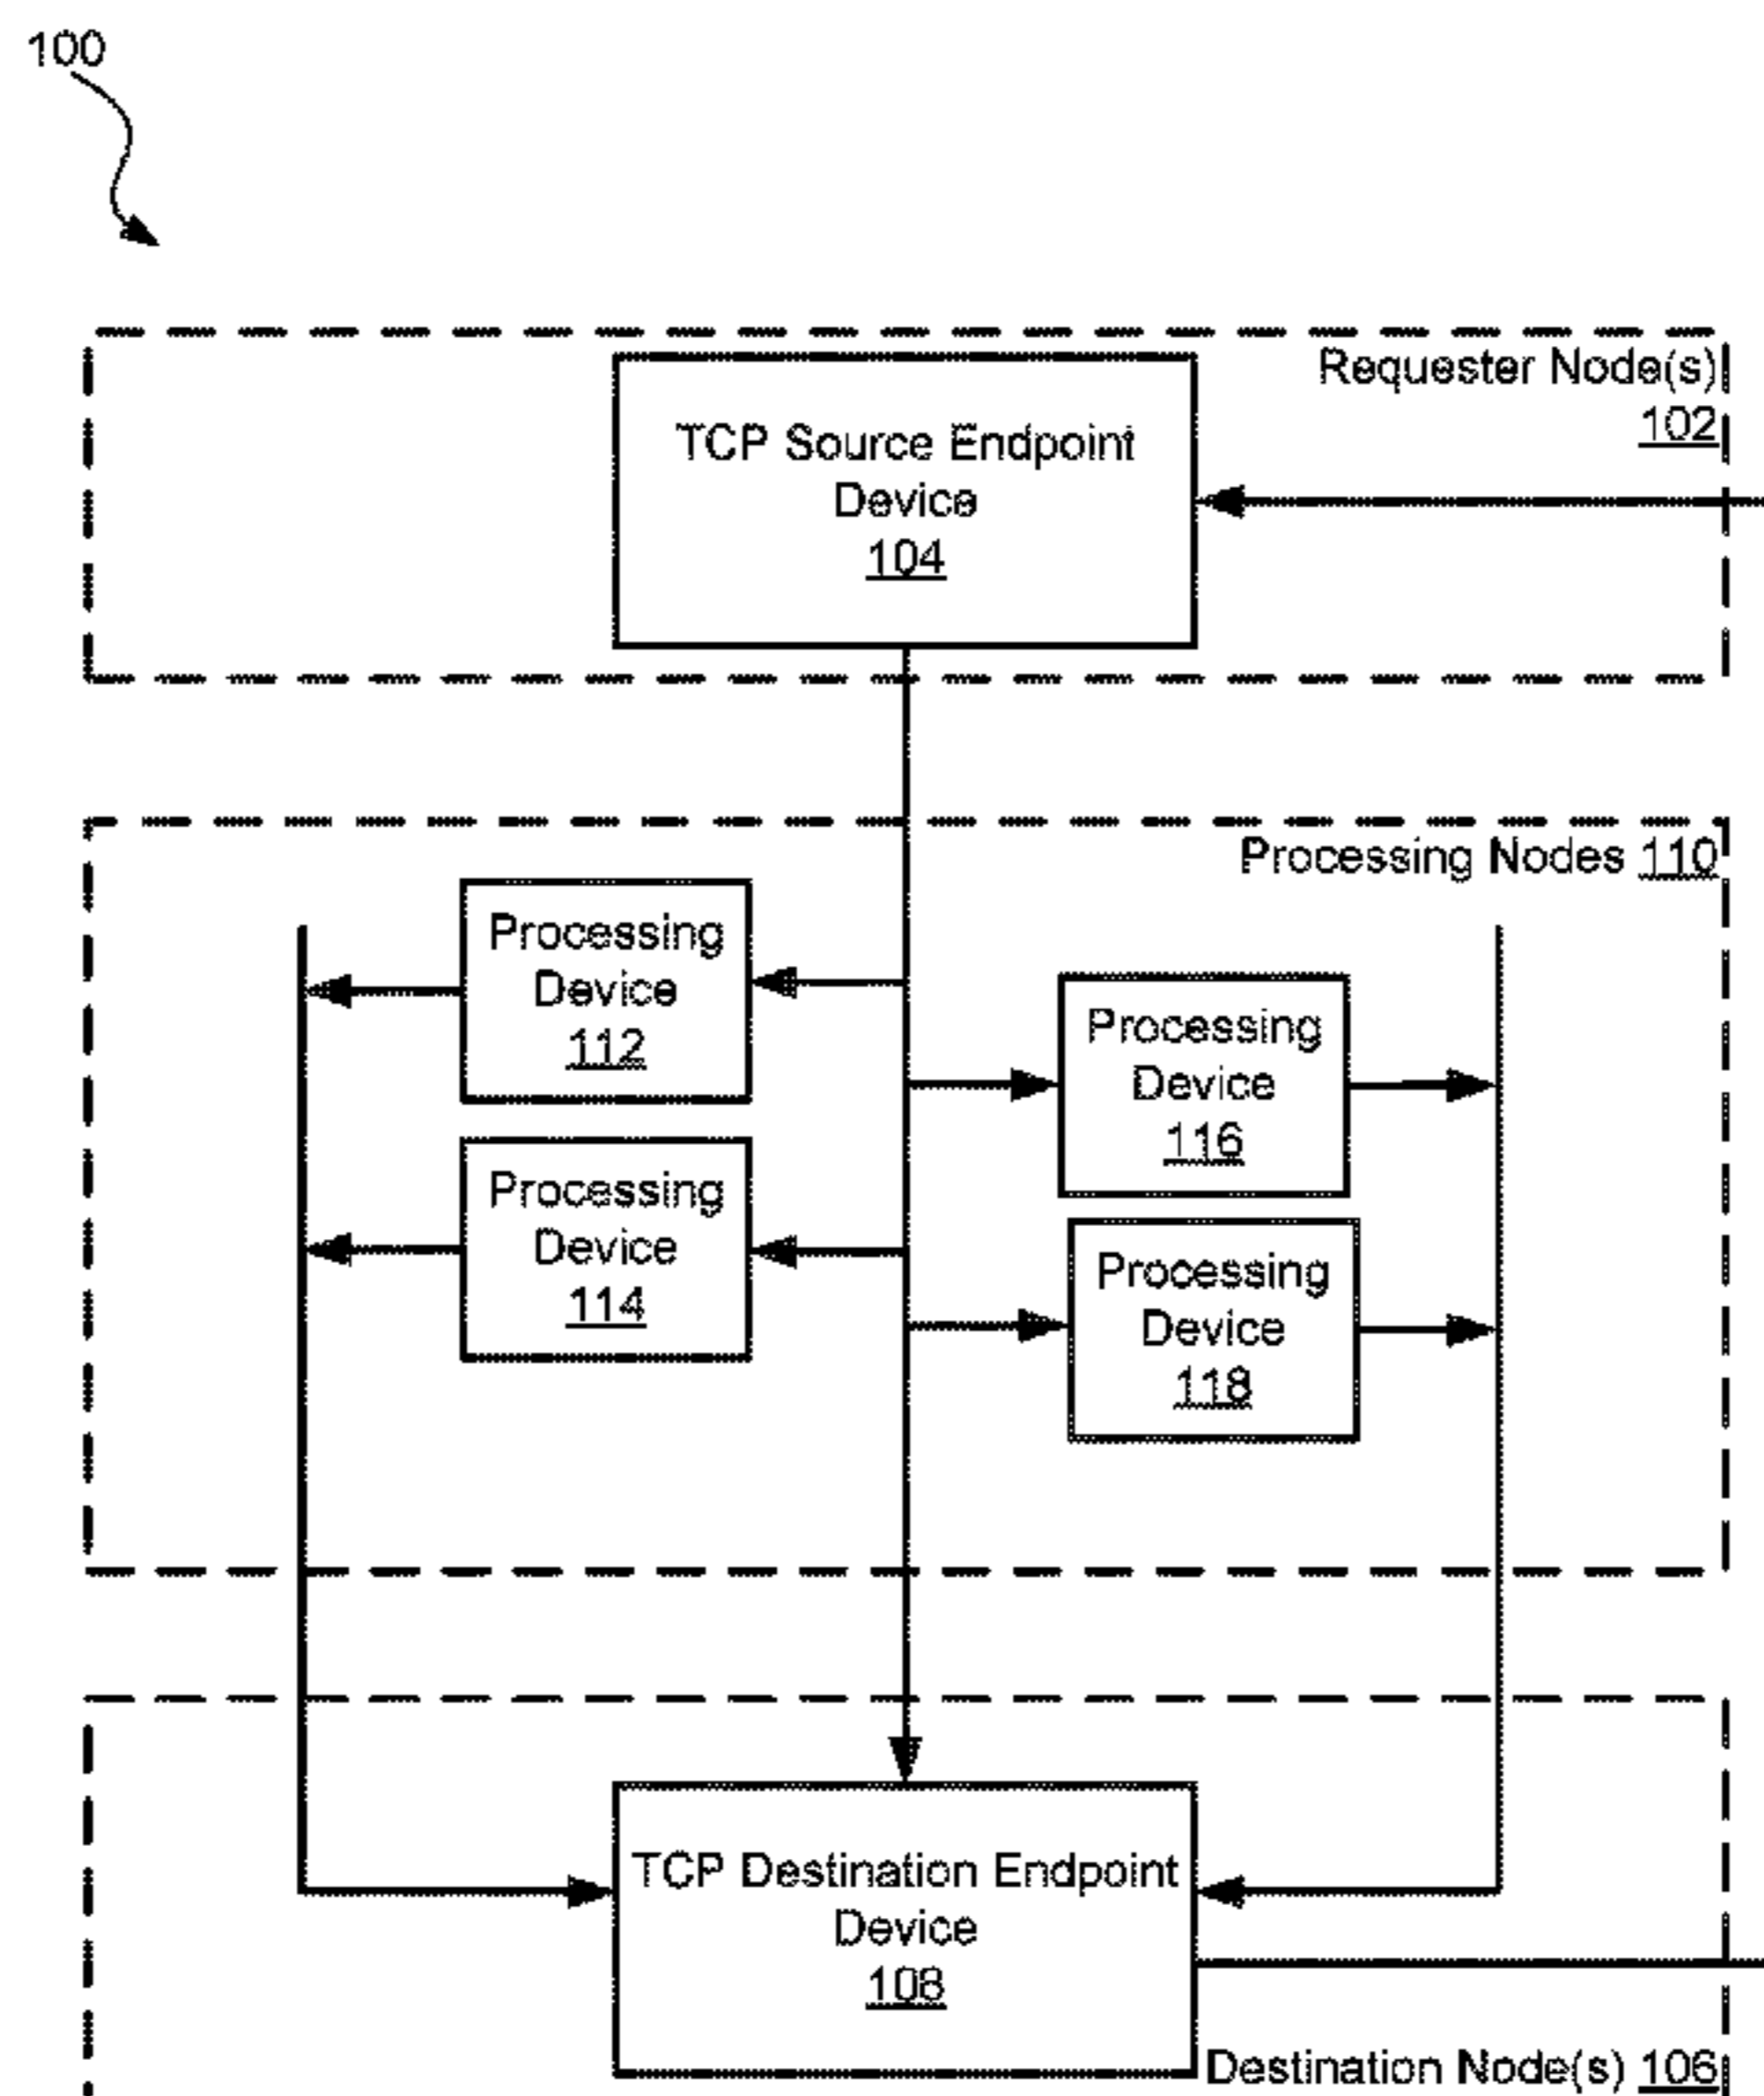 100
Requester Node(s)
102
TCP Source Endpoint
Device
104
Processing Nodes 110
Processing
Device
112
Processing
Device
116
Processing
Device
114
Processing
Device
118
TCP Destination Endpoint
Device
108
Destination Node(s) 106